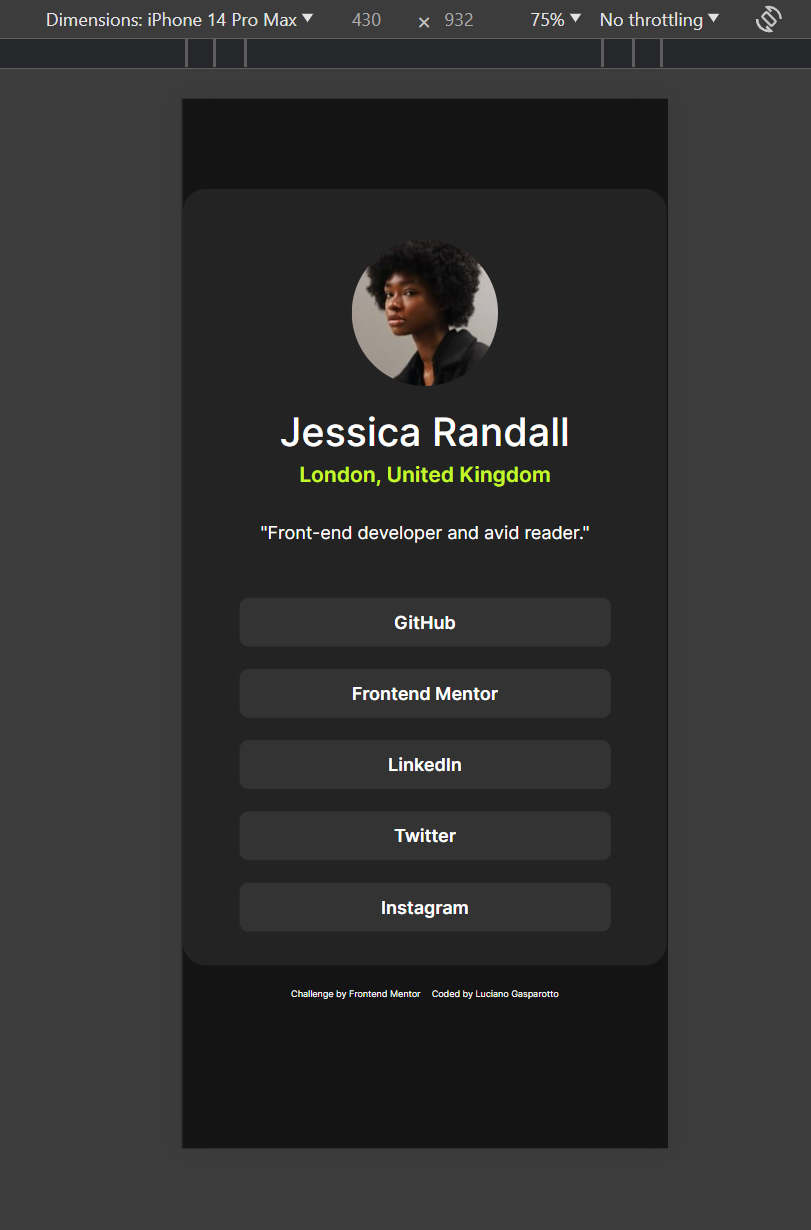 Dimensions: iPhone 14 Pro Max 430 × 932 75% No throttling
Jessica Randall
London, United Kingdom
"Front-end developer and avid reader."
GitHub
Frontend Mentor
LinkedIn
Twitter
Instagram
Challenge by Frontend Mentor Coded by Luciano Gasparotto